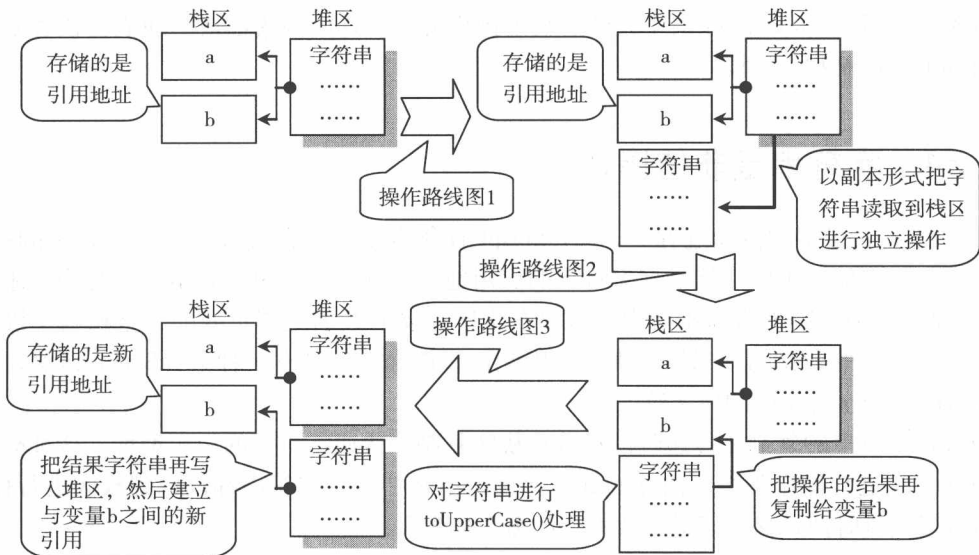 栈区
堆区
存储的是
引用地址
a
b
字符串
……
……
操作路线图1
栈区
堆区
存储的是
引用地址
a
b
字符串
……
……
字符串
……
……
以副本形式把字
符串读取到栈区
进行独立操作
操作路线图2
栈区
堆区
a
b
字符串
……
……
字符串
……
……
对字符串进行
toUpperCase()处理
把操作的结果再
复制给变量b
操作路线图3
栈区
堆区
存储的是新
引用地址
a
b
字符串
……
……
字符串
……
……
把结果字符串再写
入堆区，然后建立
与变量b之间的新
引用